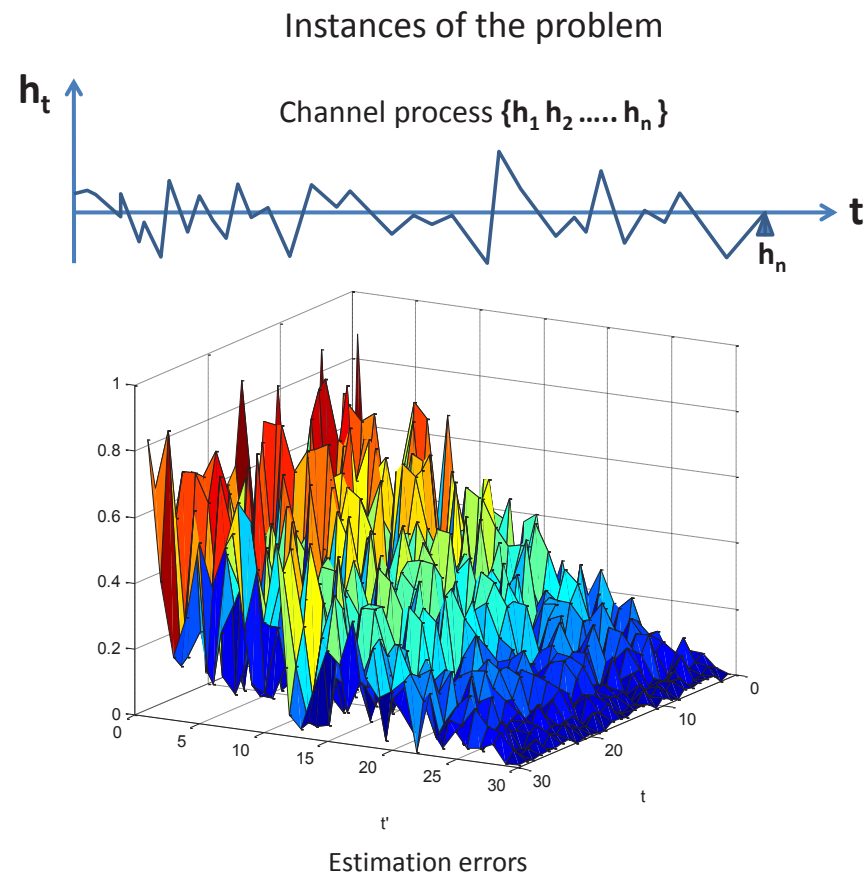 Instances of the problem
h_t
Channel process {h_1 h_2 ..... h_n }
t
h_n
1
0.8
0.6
0.4
0.2
0
0
5
10
15
20
25
30
30
20
10
0
t
t'
Estimation errors